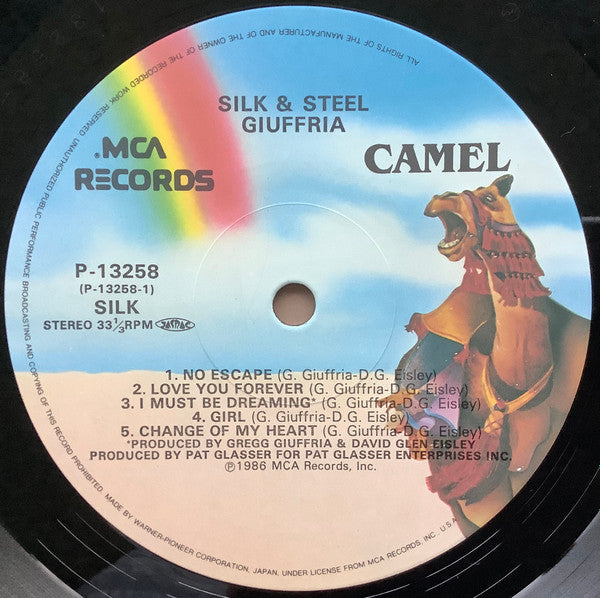 SILK & STEEL
GIUFFRIA
.MCA
RECORDS
CAMEL
P-13258
(P-13258-1)
SILK
STEREO 33⅓RPM JASRAC
1. NO ESCAPE (G. Giuffria-D.G. Eisley)
2. LOVE YOU FOREVER (G. Giuffria-D.G. Eisley)
3. I MUST BE DREAMING* (G. Giuffria-D.G. Eisley)
4. GIRL (G. Giuffria-D.G. Eisley)
5. CHANGE OF MY HEART (G. Giuffria-D.G. Eisley)
*PRODUCED BY GREGG GIUFFRIA & DAVID GLEN EISLEY
PRODUCED BY PAT GLASSER FOR PAT GLASSER ENTERPRISES INC.
℗1986 MCA Records, Inc.
ALL RIGHTS OF THE MANUFACTURER AND OF THE OWNER OF THE RECORDED WORK RESERVED. UNAUTHORIZED PUBLIC PERFORMANCE BROADCASTING AND COPYING OF THIS RECORD PROHIBITED. MADE BY WARNER-PIONEER CORPORATION, JAPAN, UNDER LICENSE FROM MCA RECORDS, INC. U.S.A.